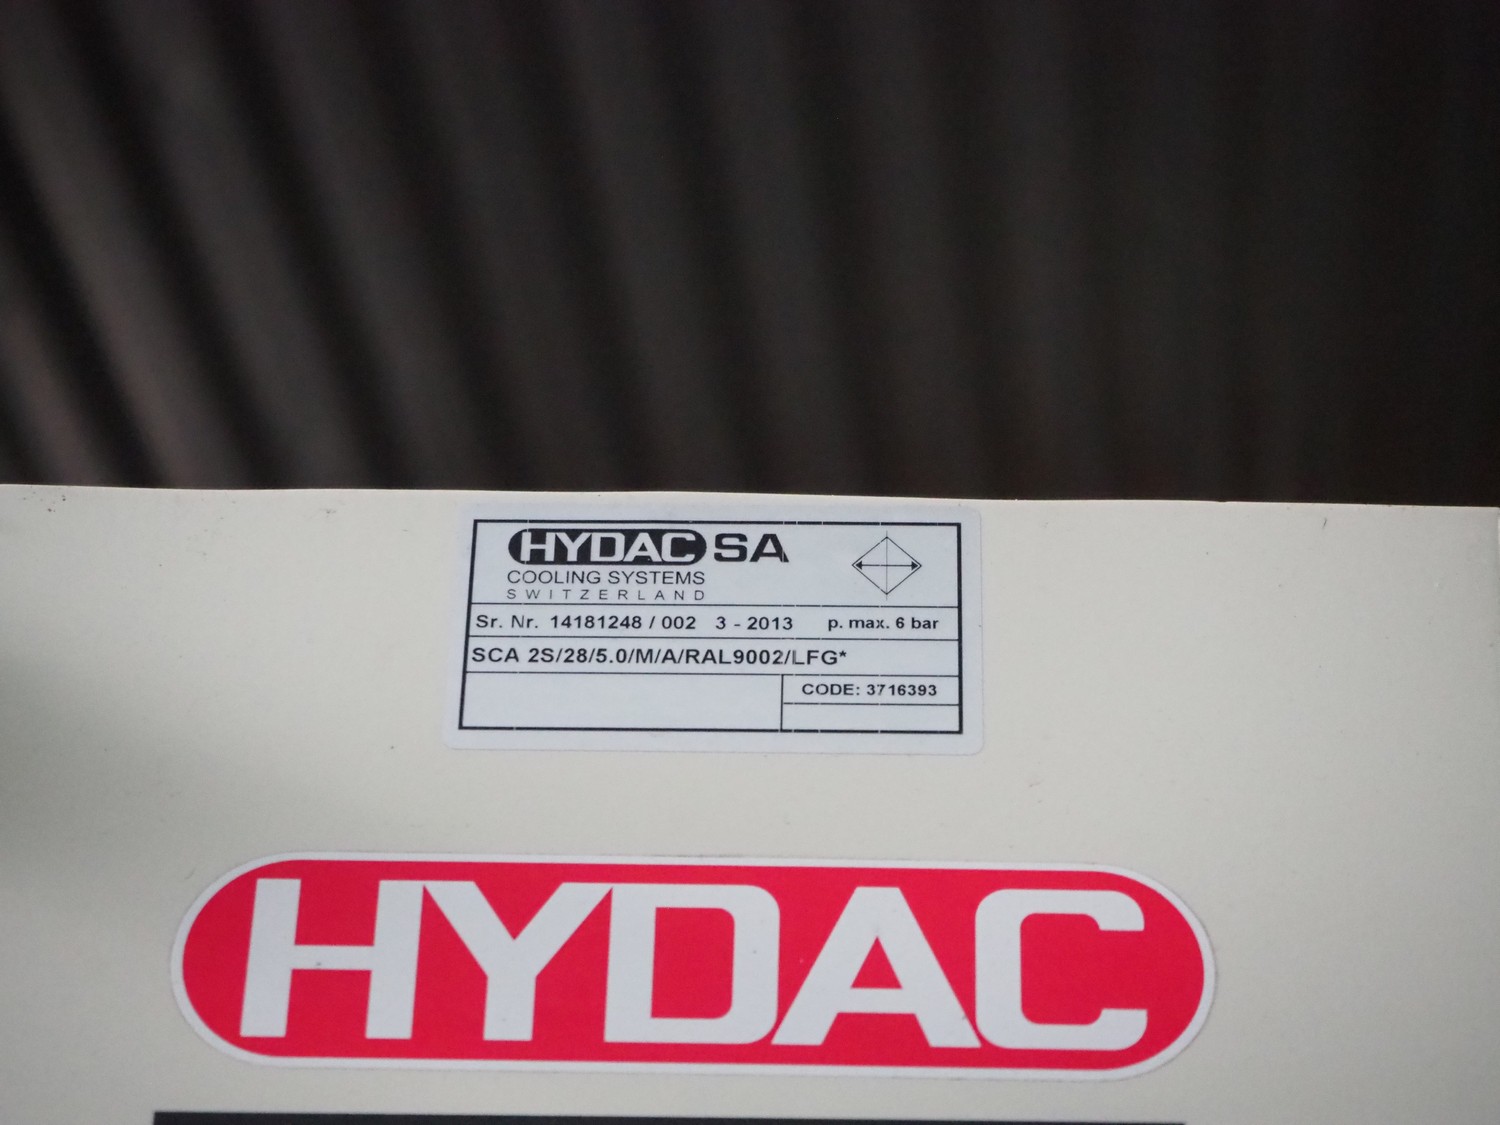 HYDAC SA
COOLING SYSTEMS
SWITZERLAND
Sr. Nr. 14181248 / 002 3 - 2013 p. max. 6 bar
SCA 2S/28/5.0/M/A/RAL9002/LFG*
CODE: 3716393
HYDAC